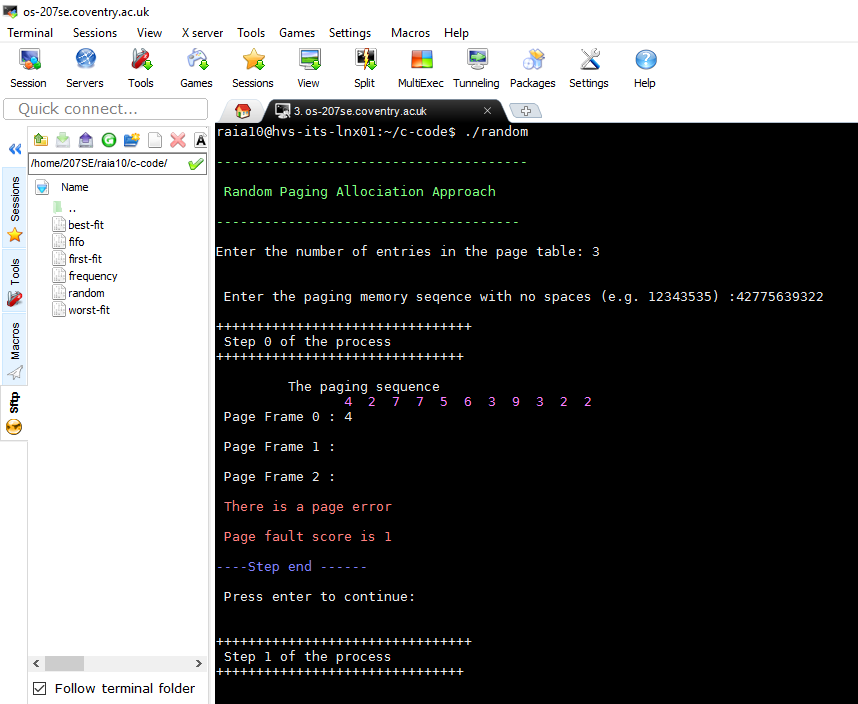 os-207se.coventry.ac.uk
Terminal Sessions View X server Tools Games Settings Macros Help
Session Servers Tools Games Sessions View Split MultiExec Tunneling Packages Settings Help
Quick connect...
3. os-207se.coventry.ac.uk
/home/207SE/raia10/c-code/
Name
..
best-fit
fifo
first-fit
frequency
random
worst-fit
Sessions
Tools
Macros
Sftp
Follow terminal folder
raia10@hvs-its-lnx01:~/c-code$ ./random
---------------------------------------
Random Paging Allociation Approach
--------------------------------------
Enter the number of entries in the page table: 3
Enter the paging memory seqence with no spaces (e.g. 12343535) :42775639322
++++++++++++++++++++++++++++++++
Step 0 of the process
+++++++++++++++++++++++++++++++
The paging sequence
4 2 7 7 5 6 3 9 3 2 2
Page Frame 0 : 4
Page Frame 1 :
Page Frame 2 :
There is a page error
Page fault score is 1
----Step end ------
Press enter to continue:
++++++++++++++++++++++++++++++++
Step 1 of the process
+++++++++++++++++++++++++++++++